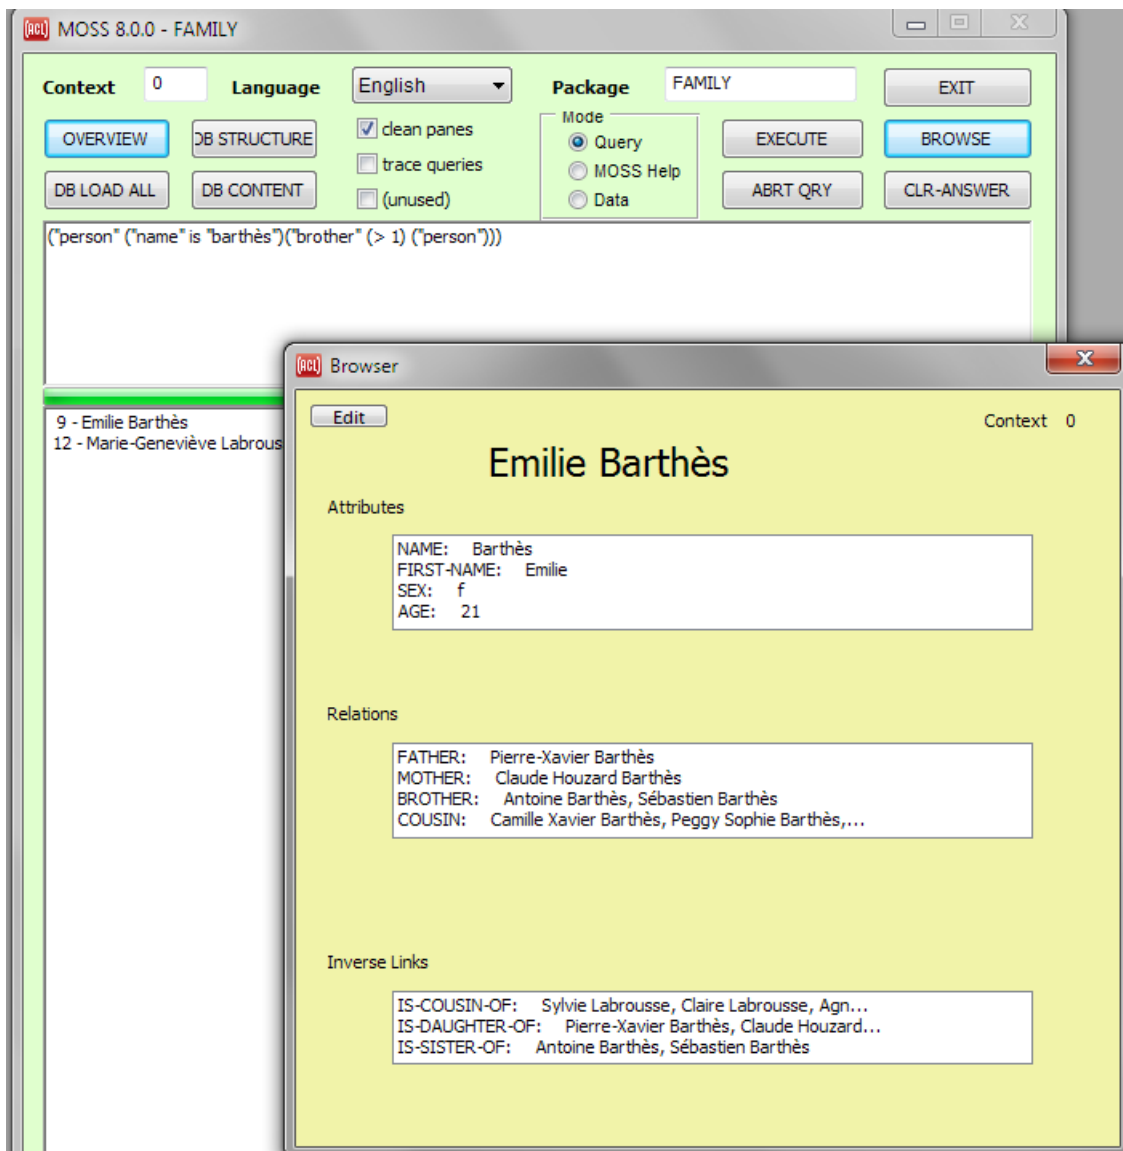 MOSS 8.0.0 - FAMILY
Context 0 Language English Package FAMILY EXIT
OVERVIEW DB STRUCTURE clean panes Mode Query EXECUTE BROWSE
trace queries MOSS Help
DB LOAD ALL DB CONTENT (unused) Data ABRT QRY CLR-ANSWER
("person" ("name" is "barthès")("brother" (> 1) ("person")))
9 - Emilie Barthès
12 - Marie-Geneviève Labrous
Browser
Edit Context 0
Emilie Barthès
Attributes
NAME: Barthès
FIRST-NAME: Emilie
SEX: f
AGE: 21
Relations
FATHER: Pierre-Xavier Barthès
MOTHER: Claude Houzard Barthès
BROTHER: Antoine Barthès, Sébastien Barthès
COUSIN: Camille Xavier Barthès, Peggy Sophie Barthès,...
Inverse Links
IS-COUSIN-OF: Sylvie Labrousse, Claire Labrousse, Agn...
IS-DAUGHTER-OF: Pierre-Xavier Barthès, Claude Houzard...
IS-SISTER-OF: Antoine Barthès, Sébastien Barthès